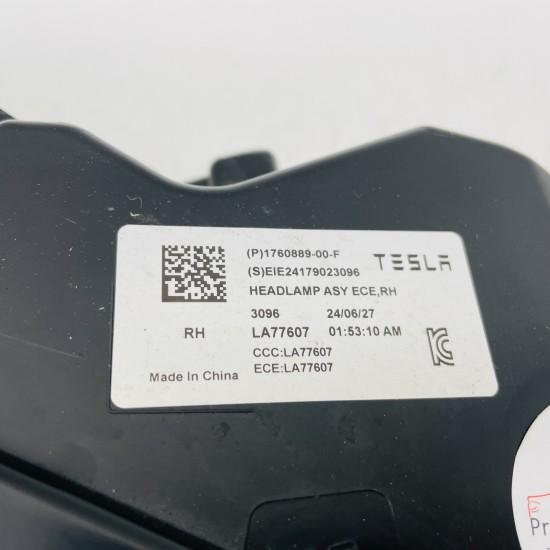 (P)1760889-00-F
TESLA
(S)EIE24179023096
HEADLAMP ASY ECE,RH
3096 24/06/27
RH LA77607 01:53:10 AM
CCC:LA77607
Made In China ECE:LA77607
Pr